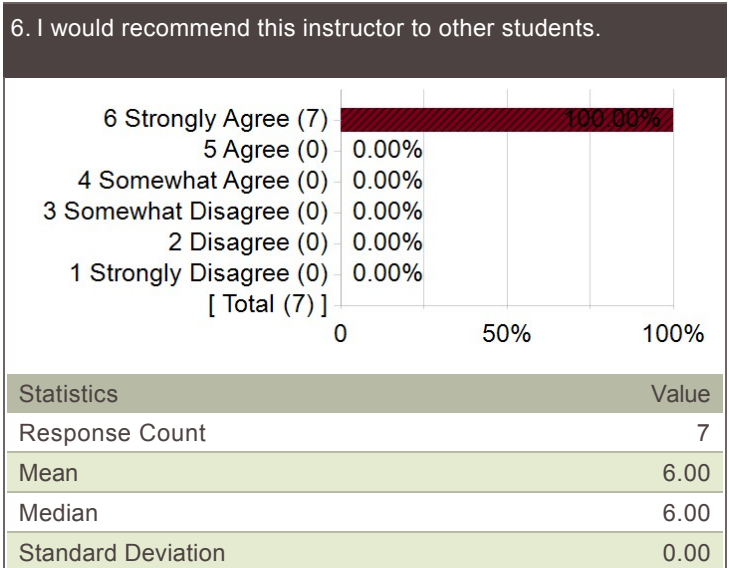 6. I would recommend this instructor to other students.
6 Strongly Agree (7) 100.00%
5 Agree (0) 0.00%
4 Somewhat Agree (0) 0.00%
3 Somewhat Disagree (0) 0.00%
2 Disagree (0) 0.00%
1 Strongly Disagree (0) 0.00%
[ Total (7) ]
0 50% 100%
Statistics Value
Response Count 7
Mean 6.00
Median 6.00
Standard Deviation 0.00